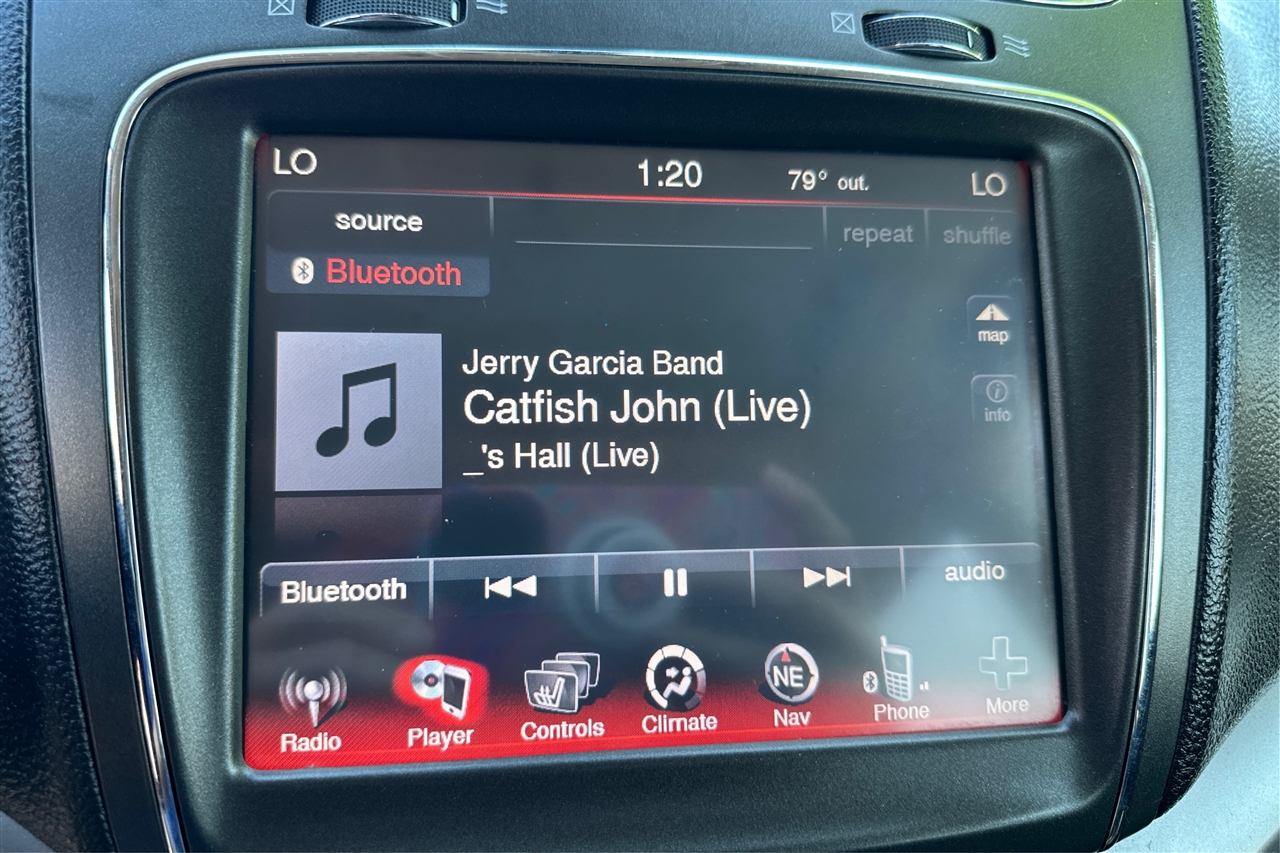 LO 1:20 79° out. LO
source repeat shuffle
Bluetooth
map
Jerry Garcia Band
Catfish John (Live)
info
_'s Hall (Live)
Bluetooth audio
NE
Radio Player Controls Climate Nav Phone More